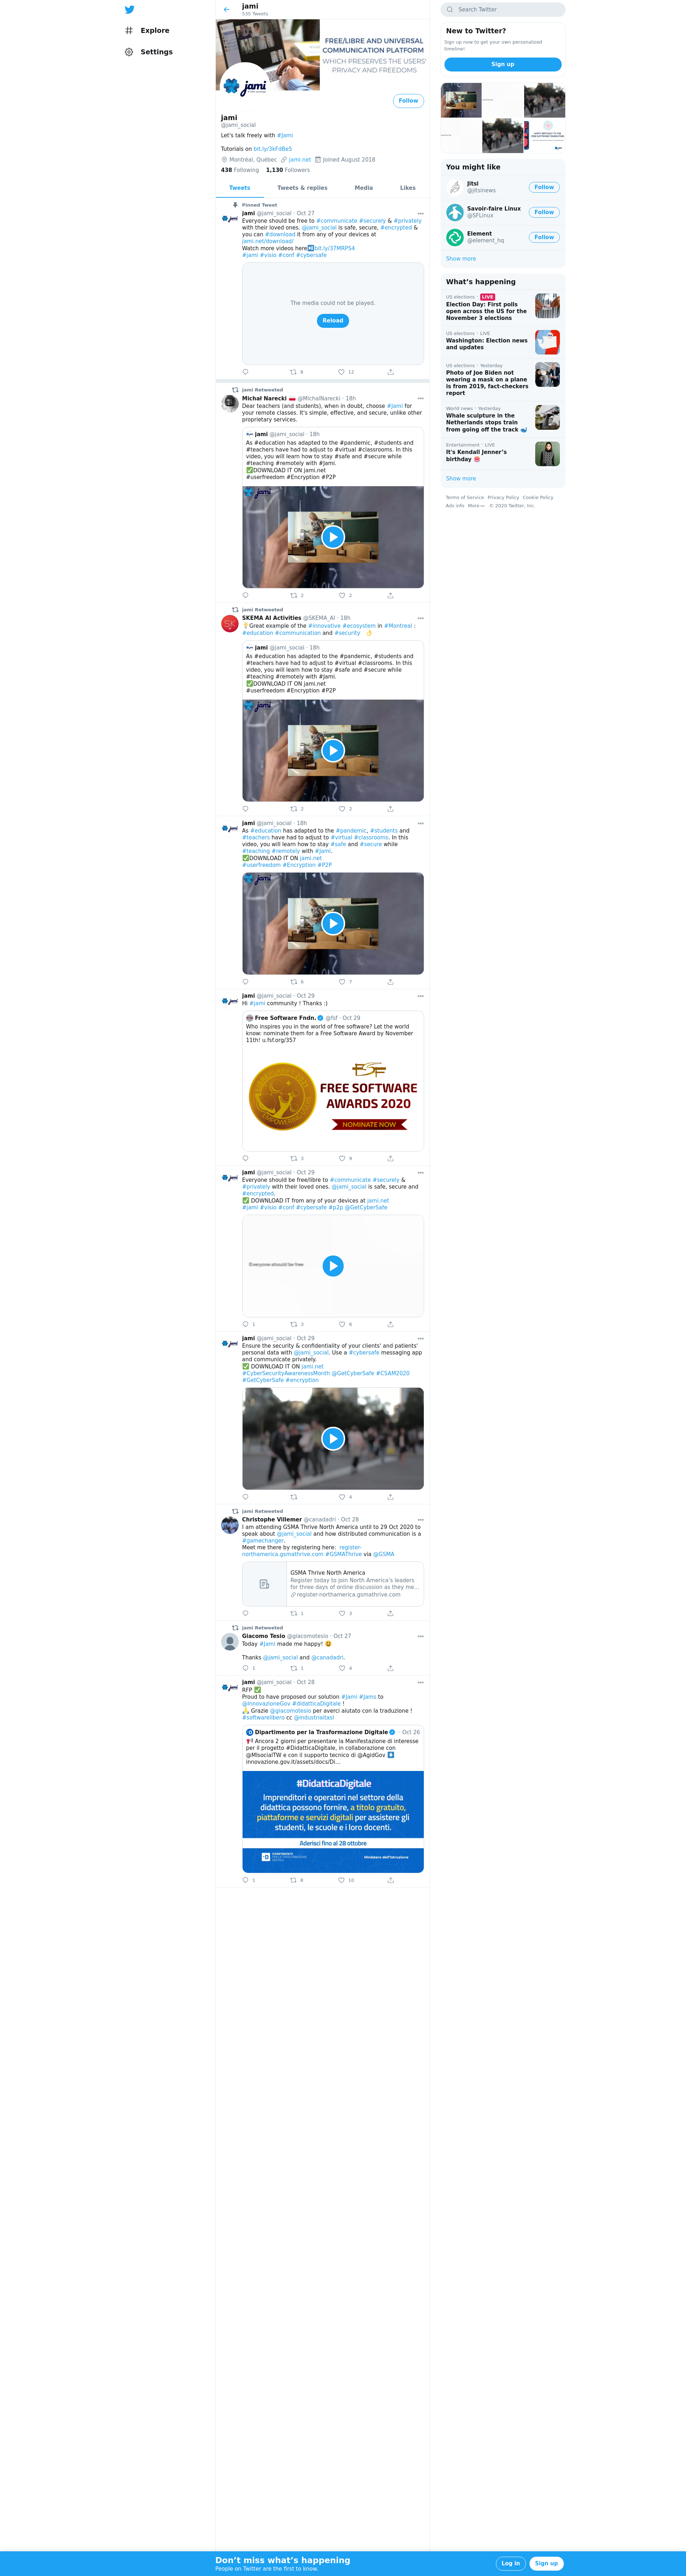 Explore
Settings
jami
535 Tweets
FREE/LIBRE AND UNIVERSAL
COMMUNICATION PLATFORM
WHICH PRESERVES THE USERS'
PRIVACY AND FREEDOMS
jami
Follow
jami
@jami_social
Let's talk freely with #Jami
Tutorials on bit.ly/3kFdBe5
Montréal, Québec jami.net Joined August 2018
438 Following 1,130 Followers
Tweets Tweets & replies Media Likes
Pinned Tweet
jami @jami_social · Oct 27
Everyone should be free to #communicate #securely & #privately
with their loved ones. @jami_social is safe, secure, #encrypted &
you can #download it from any of your devices at
jami.net/download/
Watch more videos here➡️bit.ly/37MRPS4
#jami #visio #conf #cybersafe
The media could not be played.
Reload
8 12
jami Retweeted
Michał Narecki 🇵🇱 @MichalNarecki · 18h
Dear teachers (and students), when in doubt, choose #Jami for
your remote classes. It's simple, effective, and secure, unlike other
proprietary services.
jami @jami_social · 18h
As #education has adapted to the #pandemic, #students and
#teachers have had to adjust to #virtual #classrooms. In this
video, you will learn how to stay #safe and #secure while
#teaching #remotely with #Jami.
✅DOWNLOAD IT ON jami.net
#userfreedom #Encryption #P2P
jami
2 2
jami Retweeted
SKEMA AI Activities @SKEMA_AI · 18h
💡Great example of the #innovative #ecosystem in #Montreal :
#education #communication and #security 👌
jami @jami_social · 18h
As #education has adapted to the #pandemic, #students and
#teachers have had to adjust to #virtual #classrooms. In this
video, you will learn how to stay #safe and #secure while
#teaching #remotely with #Jami.
✅DOWNLOAD IT ON jami.net
#userfreedom #Encryption #P2P
jami
2 2
jami @jami_social · 18h
As #education has adapted to the #pandemic, #students and
#teachers have had to adjust to #virtual #classrooms. In this
video, you will learn how to stay #safe and #secure while
#teaching #remotely with #Jami.
✅DOWNLOAD IT ON jami.net
#userfreedom #Encryption #P2P
jami
6 7
jami @jami_social · Oct 29
Hi #jami community ! Thanks :)
Free Software Fndn. @fsf · Oct 29
Who inspires you in the world of free software? Let the world
know: nominate them for a Free Software Award by November
11th! u.fsf.org/357
FSF
FREE SOFTWARE
AWARDS 2020
NOMINATE NOW
3 9
jami @jami_social · Oct 29
Everyone should be free/libre to #communicate #securely &
#privately with their loved ones. @jami_social is safe, secure and
#encrypted.
✅ DOWNLOAD IT from any of your devices at jami.net
#jami #visio #conf #cybersafe #p2p @GetCyberSafe
Everyone should be free
1 3 6
jami @jami_social · Oct 29
Ensure the security & confidentiality of your clients' and patients'
personal data with @jami_social. Use a #cybersafe messaging app
and communicate privately.
✅ DOWNLOAD IT ON jami.net
#CyberSecurityAwarenessMonth @GetCyberSafe #CSAM2020
#GetCyberSafe #encryption
4
jami Retweeted
Christophe Villemer @canadadri · Oct 28
I am attending GSMA Thrive North America until to 29 Oct 2020 to
speak about @jami_social and how distributed communication is a
#gamechanger.
Meet me there by registering here: register-
northamerica.gsmathrive.com #GSMAThrive via @GSMA
GSMA Thrive North America
Register today to join North America's leaders
for three days of online discussion as they me...
register-northamerica.gsmathrive.com
1 3
jami Retweeted
Giacomo Tesio @giacomotesio · Oct 27
Today #Jami made me happy! 😃
Thanks @jami_social and @canadadri.
1 1 4
jami @jami_social · Oct 28
RFP ✅
Proud to have proposed our solution #Jami #Jams to
@InnovazioneGov #didatticaDigitale !
🙏 Grazie @giacomotesio per averci aiutato con la traduzione !
#softwarelibero cc @industriaitasl
Dipartimento per la Trasformazione Digitale · Oct 26
Ancora 2 giorni per presentare la Manifestazione di interesse
per il progetto #DidatticaDigitale, in collaborazione con
@MIsocialTW e con il supporto tecnico di @AgidGov ⬇️
innovazione.gov.it/assets/docs/Di...
#DidatticaDigitale
Imprenditori e operatori nel settore della
didattica possono fornire, a titolo gratuito,
piattaforme e servizi digitali per assistere gli
studenti, le scuole e i loro docenti.
Aderisci fino al 28 ottobre
Ministero dell'Istruzione
1 8 10
Search Twitter
New to Twitter?
Sign up now to get your own personalized
timeline!
Sign up
You might like
Jitsi
@jitsinews
Follow
Savoir-faire Linux
@SFLinux
Follow
Element
@element_hq
Follow
Show more
What's happening
US elections · LIVE
Election Day: First polls
open across the US for the
November 3 elections
US elections · LIVE
Washington: Election news
and updates
US elections · Yesterday
Photo of Joe Biden not
wearing a mask on a plane
is from 2019, fact-checkers
report
World news · Yesterday
Whale sculpture in the
Netherlands stops train
from going off the track 🐳
Entertainment · LIVE
It's Kendall Jenner's
birthday
Show more
Terms of Service Privacy Policy Cookie Policy
Ads info More © 2020 Twitter, Inc.
Don't miss what's happening
People on Twitter are the first to know.
Log in
Sign up